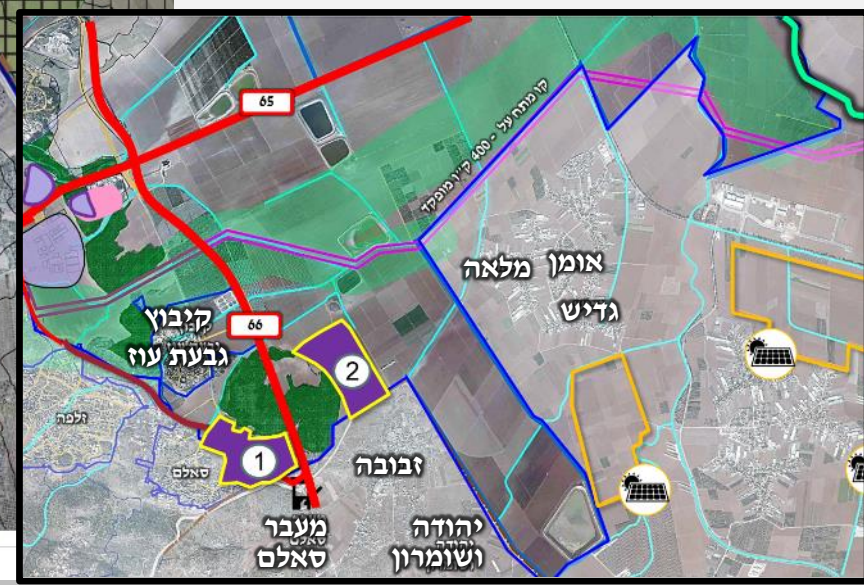 65
קו מתח על - 400 ק"ו מופקד
אומן מלאה
גדיש
קיבוץ
גבעת עוז
66
2
זלפה
סאלם
1
זבובה
מעבר
סאלם
יהודה
ושומרון